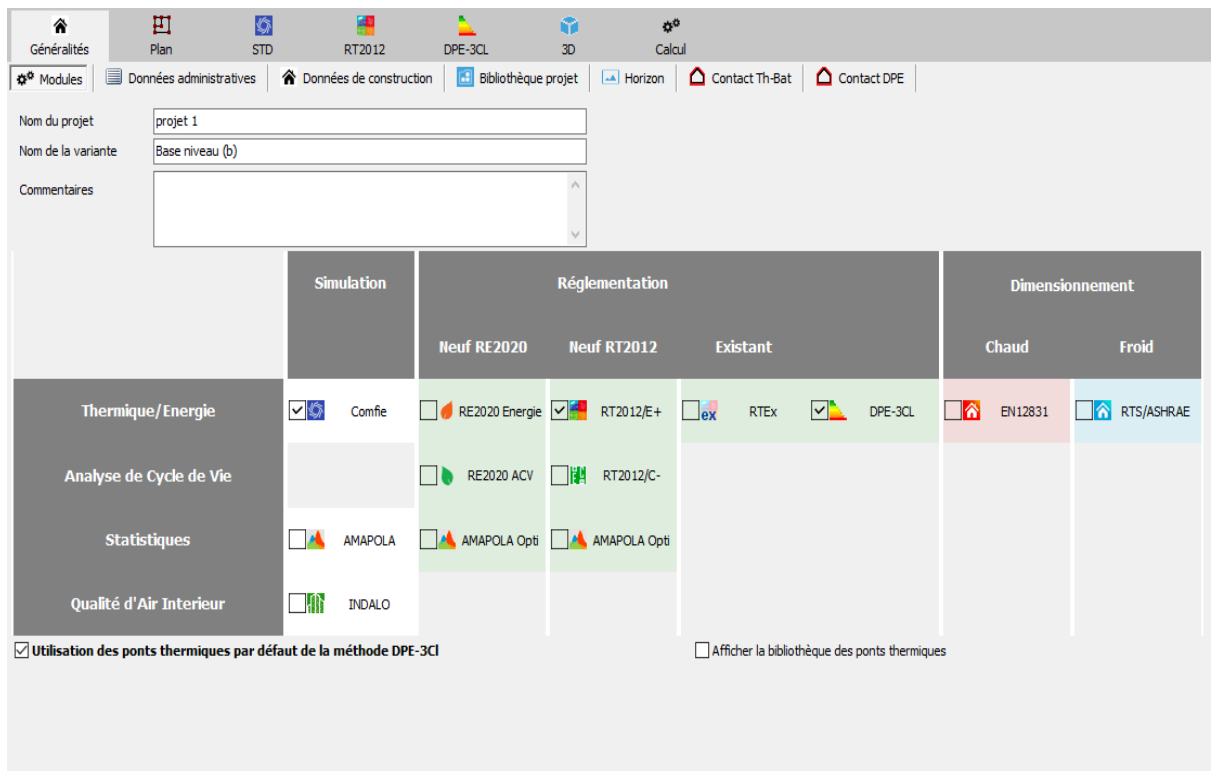 Généralités Plan STD RT2012 DPE-3CL 3D Calcul
Modules Données administratives Données de construction Bibliothèque projet Horizon Contact Th-Bat Contact DPE
Nom du projet projet 1
Nom de la variante Base niveau (b)
Commentaires
Simulation Réglementation Dimensionnement
Neuf RE2020 Neuf RT2012 Existant Chaud Froid
Thermique/Energie Comfie RE2020 Energie RT2012/E+ ex RTEx DPE-3CL EN12831 RTS/ASHRAE
Analyse de Cycle de Vie RE2020 ACV RT2012/C-
Statistiques AMAPOLA AMAPOLA Opti AMAPOLA Opti
Qualité d'Air Interieur INDALO
Utilisation des ponts thermiques par défaut de la méthode DPE-3Cl Afficher la bibliothèque des ponts thermiques